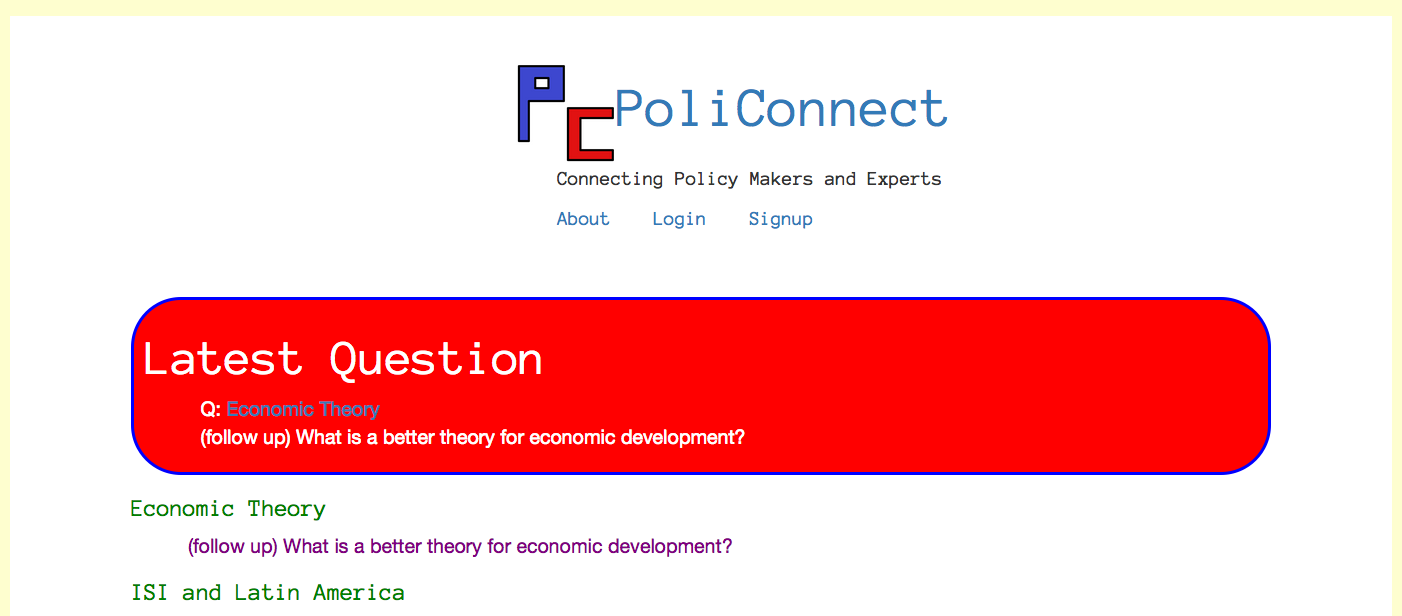 PC PoliConnect
Connecting Policy Makers and Experts
About Login Signup
Latest Question
Q: Economic Theory
(follow up) What is a better theory for economic development?
Economic Theory
(follow up) What is a better theory for economic development?
ISI and Latin America